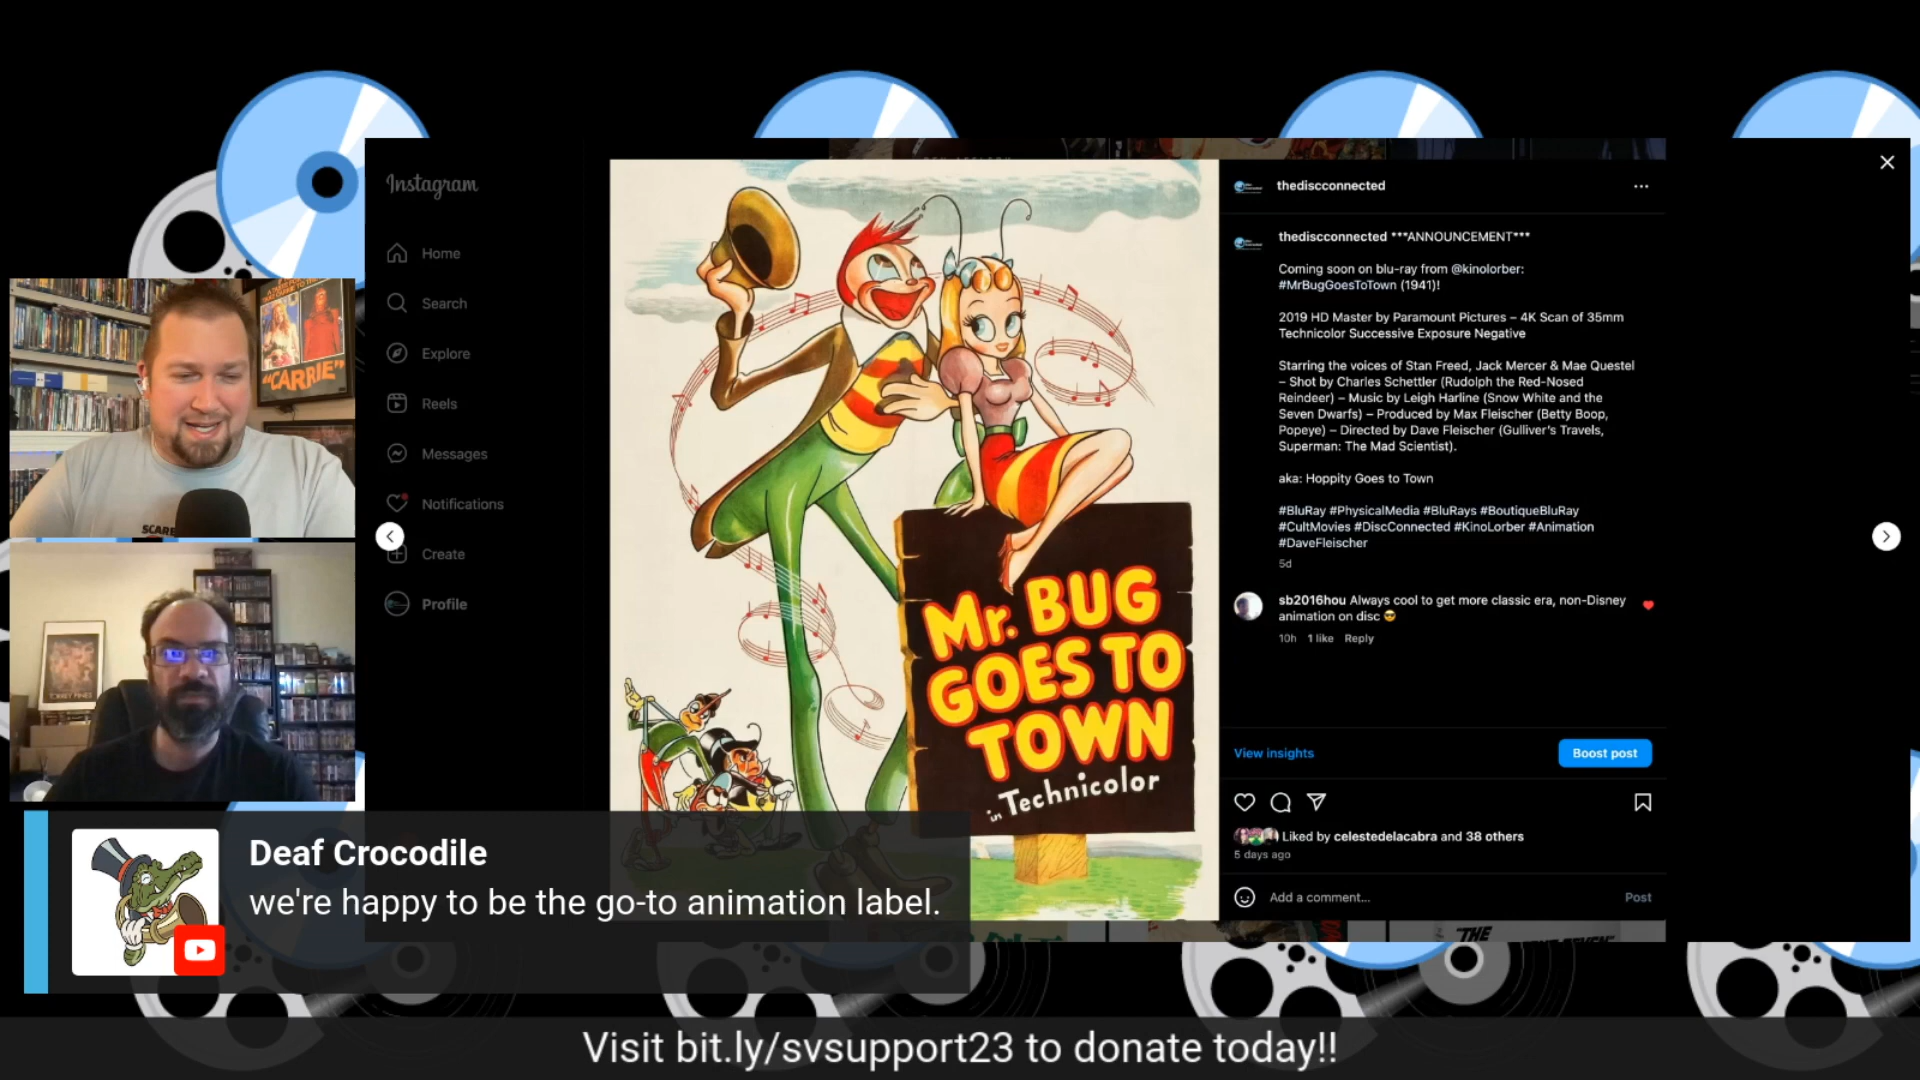 Instagram
Home
Search
Explore
Reels
Messages
Notifications
Create
Profile
"CARRIE"
SCARE
TORREY PINES
Mr. BUG
GOES TO
TOWN
in Technicolor
thediscconnected
thediscconnected ***ANNOUNCEMENT***
Coming soon on blu-ray from @kinolorber:
#MrBugGoesToTown (1941)!
2019 HD Master by Paramount Pictures – 4K Scan of 35mm
Technicolor Successive Exposure Negative
Starring the voices of Stan Freed, Jack Mercer & Mae Questel
– Shot by Charles Schettler (Rudolph the Red-Nosed
Reindeer) – Music by Leigh Harline (Snow White and the
Seven Dwarfs) – Produced by Max Fleischer (Betty Boop,
Popeye) – Directed by Dave Fleischer (Gulliver's Travels,
Superman: The Mad Scientist).
aka: Hoppity Goes to Town
#BluRay #PhysicalMedia #BluRays #BoutiqueBluRay
#CultMovies #DiscConnected #KinoLorber #Animation
#DaveFleischer
5d
sb2016hou Always cool to get more classic era, non-Disney
animation on disc 😎
10h 1 like Reply
View insights
Boost post
Liked by celestedelacabra and 38 others
5 days ago
Add a comment...
Post
THE
Deaf Crocodile
we're happy to be the go-to animation label.
Visit bit.ly/svsupport23 to donate today!!